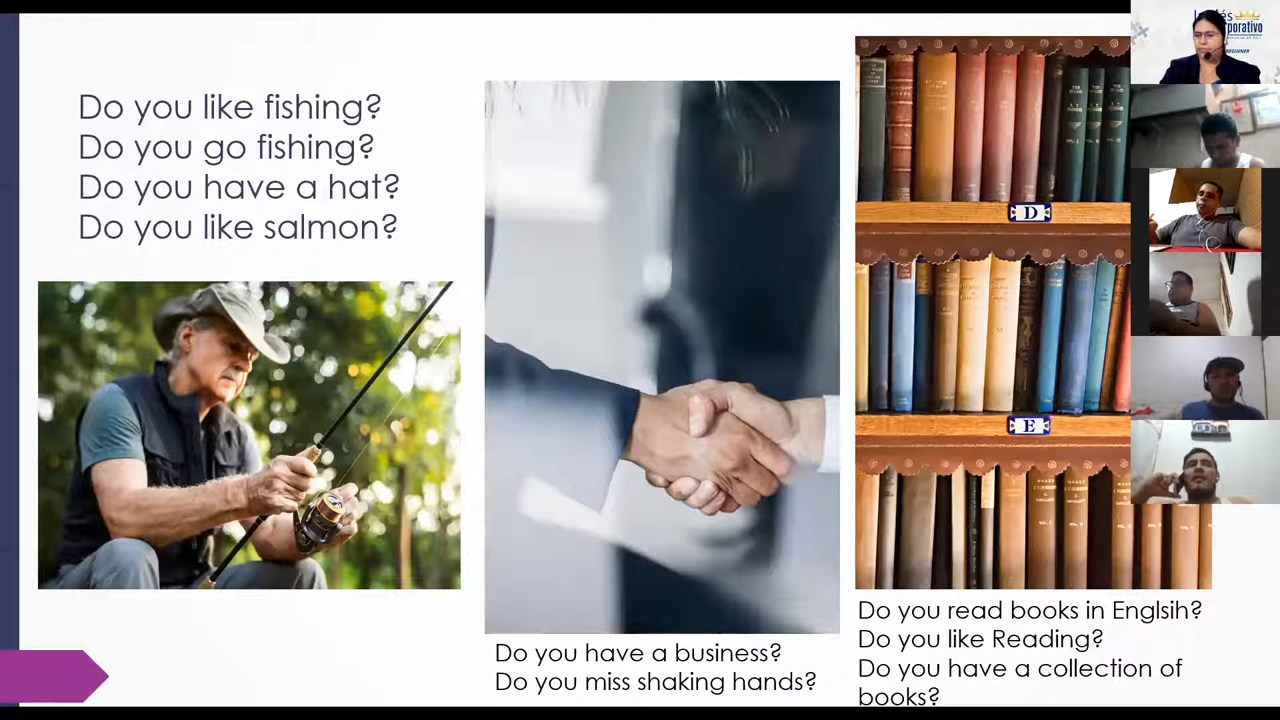 Do you like fishing?
Do you go fishing?
Do you have a hat?
Do you like salmon?
Do you have a business?
Do you miss shaking hands?
D
E
Do you read books in Englsih?
Do you like Reading?
Do you have a collection of
books?